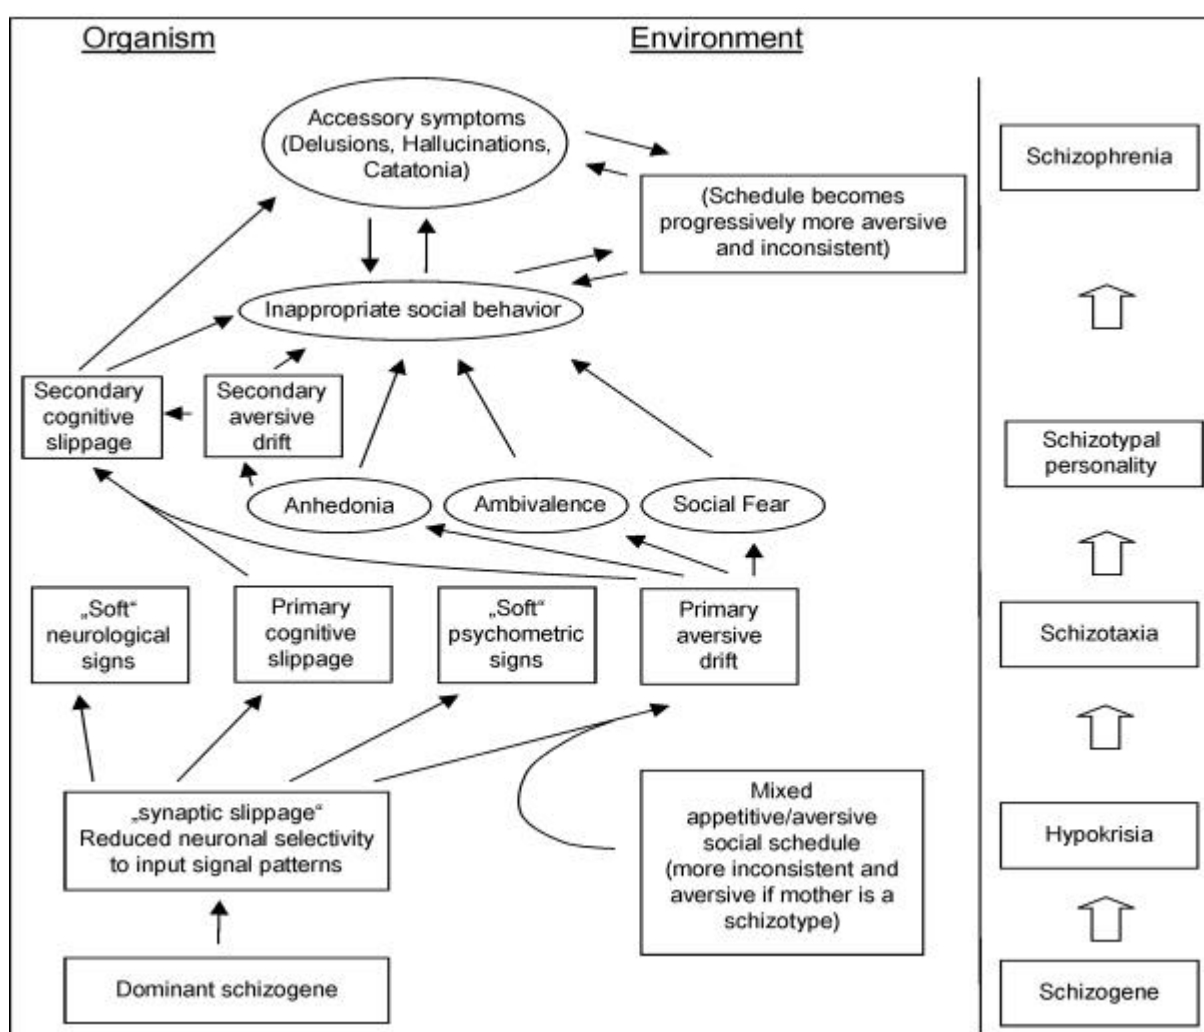 Organism
Environment
Accessory symptoms
(Delusions, Hallucinations,
Catatonia)
(Schedule becomes
progressively more aversive
and inconsistent)
Inappropriate social behavior
Secondary
cognitive
slippage
Secondary
aversive
drift
Anhedonia
Ambivalence
Social Fear
„Soft“
neurological
signs
Primary
cognitive
slippage
„Soft“
psychometric
signs
Primary
aversive
drift
„synaptic slippage“
Reduced neuronal selectivity
to input signal patterns
Mixed
appetitive/aversive
social schedule
(more inconsistent and
aversive if mother is a
schizotype)
Dominant schizogene
Schizophrenia
Schizotypal
personality
Schizotaxia
Hypokrisia
Schizogene